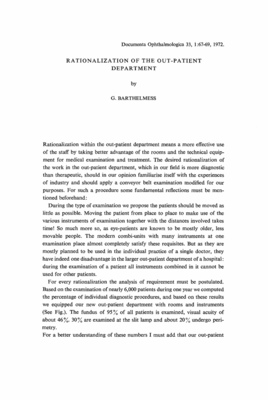 Documenta Ophthalmologica 33, 1:67-69, 1972.
RATIONALIZATION OF THE OUT-PATIENT
DEPARTMENT
by
G. BARTHELMESS
Rationalization within the out-patient department means a more effective use
of the staff by taking better advantage of the rooms and the technical equip-
ment for medical examination and treatment. The desired rationalization of
the work in the out-patient department, which in our field is more diagnostic
than therapeutic, should in our opinion familiarise itself with the experiences
of industry and should apply a conveyor belt examination modified for our
purposes. For such a procedure some fundamental reflections must be men-
tioned beforehand:
During the type of examination we propose the patients should be moved as
little as possible. Moving the patient from place to place to make use of the
various instruments of examination together with the distances involved takes
time! So much more so, as eye-patients are known to be mostly older, less
movable people. The modern combi-units with many instruments at one
examination place almost completely satisfy these requisites. But as they are
mostly planned to be used in the individual practice of a single doctor, they
have indeed one disadvantage in the larger out-patient department of a hospital:
during the examination of a patient all instruments combined in it cannot be
used for other patients.
For every rationalization the analysis of requirement must be postulated.
Based on the examination of nearly 6,000 patients during one year we computed
the percentage of individual diagnostic procedures, and based on these results
we equipped our new out-patient department with rooms and instruments
(See Fig.). The fundus of 95% of all patients is examined, visual acuity of
about 46%. 30% are examined at the slit lamp and about 20% undergo peri-
metry.
For a better understanding of these numbers I must add that our out-patient